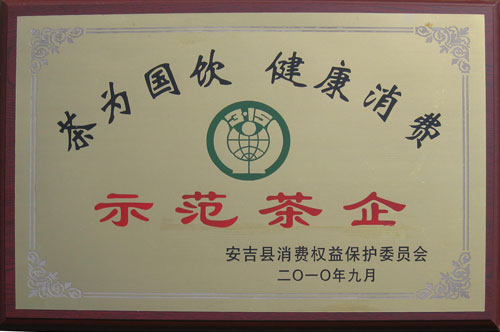 茶为国饮 健康消费
示范茶企
安吉县消费权益保护委员会
二〇一〇年九月